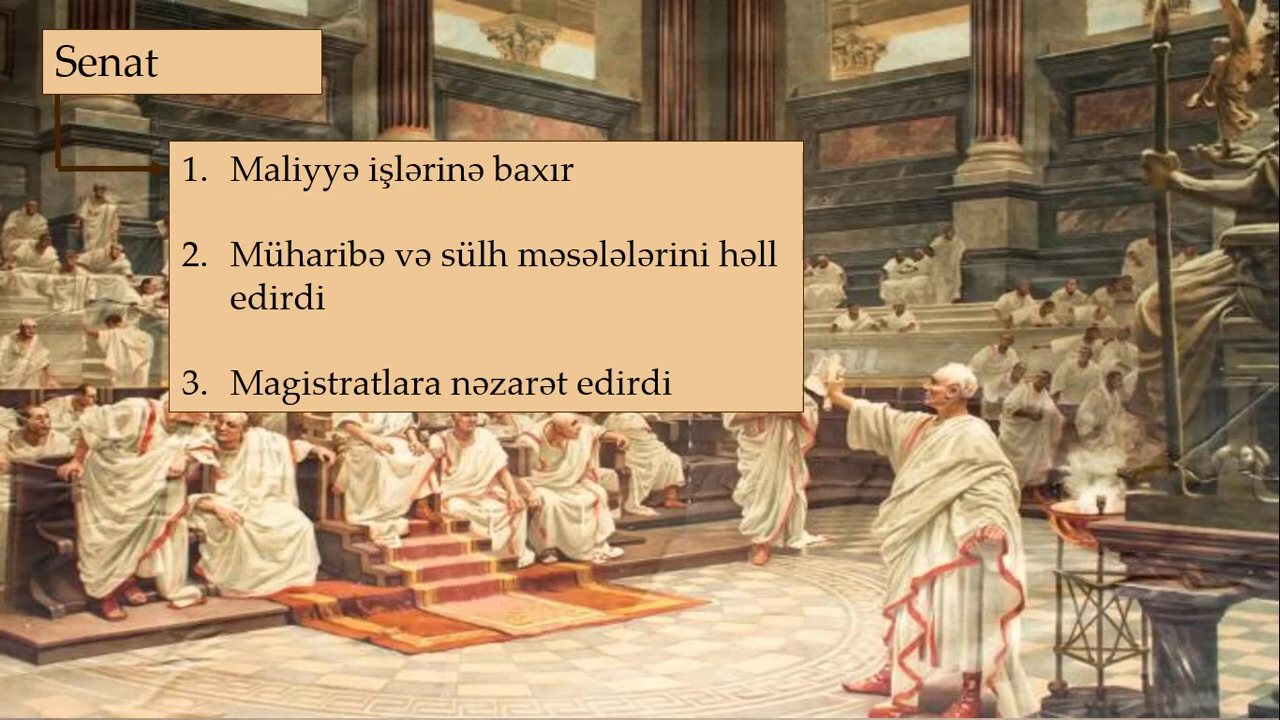 Senat
1. Maliyyə işlərinə baxır
2. Müharibə və sülh məsələlərini həll
edirdi
3. Magistratlara nəzarət edirdi